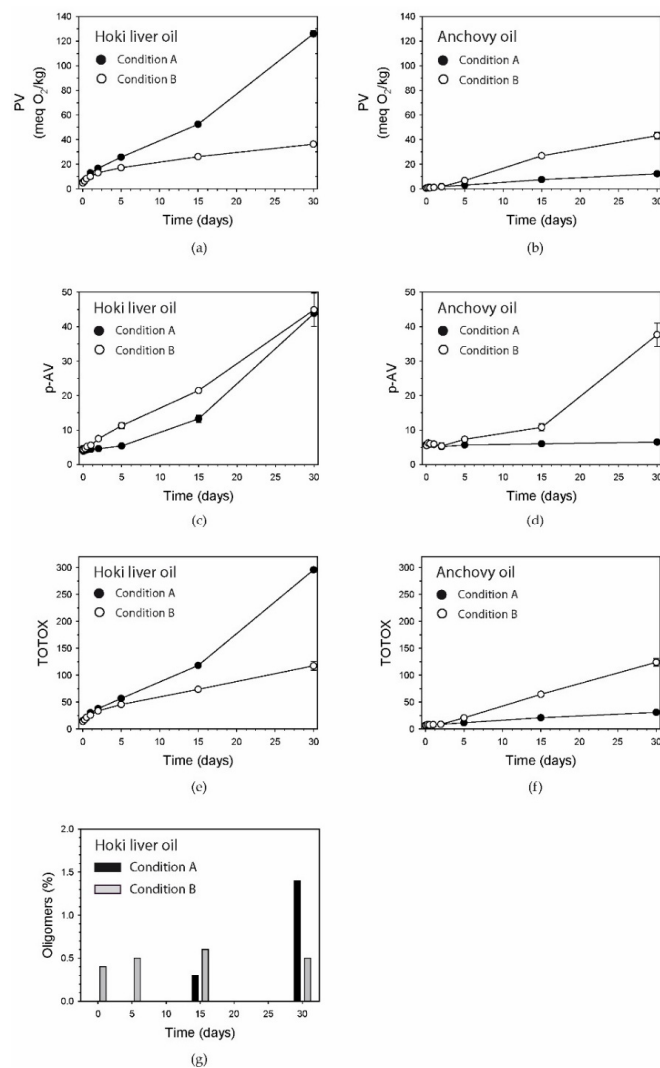 Hoki liver oil
Condition A
Condition B
PV
(meq O₂/kg)
140
120
100
80
60
40
20
0
0 5 10 15 20 25 30
Time (days)
(a)
Anchovy oil
Condition A
Condition B
PV
(meq O₂/kg)
140
120
100
80
60
40
20
0
0 5 10 15 20 25 30
Time (days)
(b)
Hoki liver oil
Condition A
Condition B
p-AV
50
40
30
20
10
0
0 5 10 15 20 25 30
Time (days)
(c)
Anchovy oil
Condition A
Condition B
p-AV
50
40
30
20
10
0
0 5 10 15 20 25 30
Time (days)
(d)
Hoki liver oil
Condition A
Condition B
TOTOX
300
250
200
150
100
50
0
0 5 10 15 20 25 30
Time (days)
(e)
Anchovy oil
Condition A
Condition B
TOTOX
300
250
200
150
100
50
0
0 5 10 15 20 25 30
Time (days)
(f)
Hoki liver oil
Condition A
Condition B
Oligomers (%)
2.0
1.5
1.0
0.5
0.0
0 5 10 15 20 25 30
Time (days)
(g)